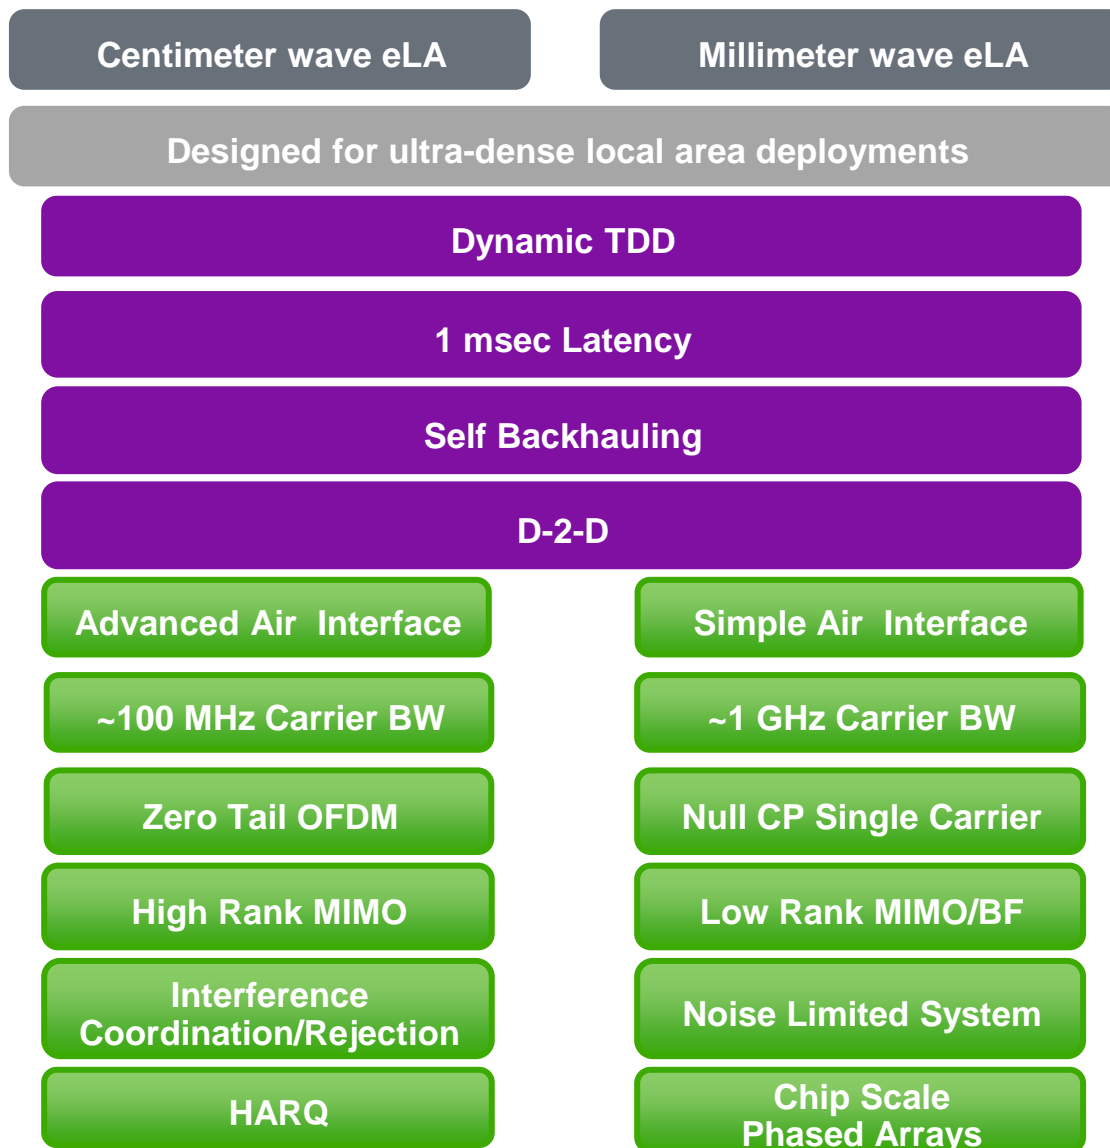 Centimeter wave eLA
Millimeter wave eLA
Designed for ultra-dense local area deployments
Dynamic TDD
1 msec Latency
Self Backhauling
D-2-D
Advanced Air Interface
Simple Air Interface
~100 MHz Carrier BW
~1 GHz Carrier BW
Zero Tail OFDM
Null CP Single Carrier
High Rank MIMO
Low Rank MIMO/BF
Interference
Coordination/Rejection
Noise Limited System
HARQ
Chip Scale
Phased Arrays